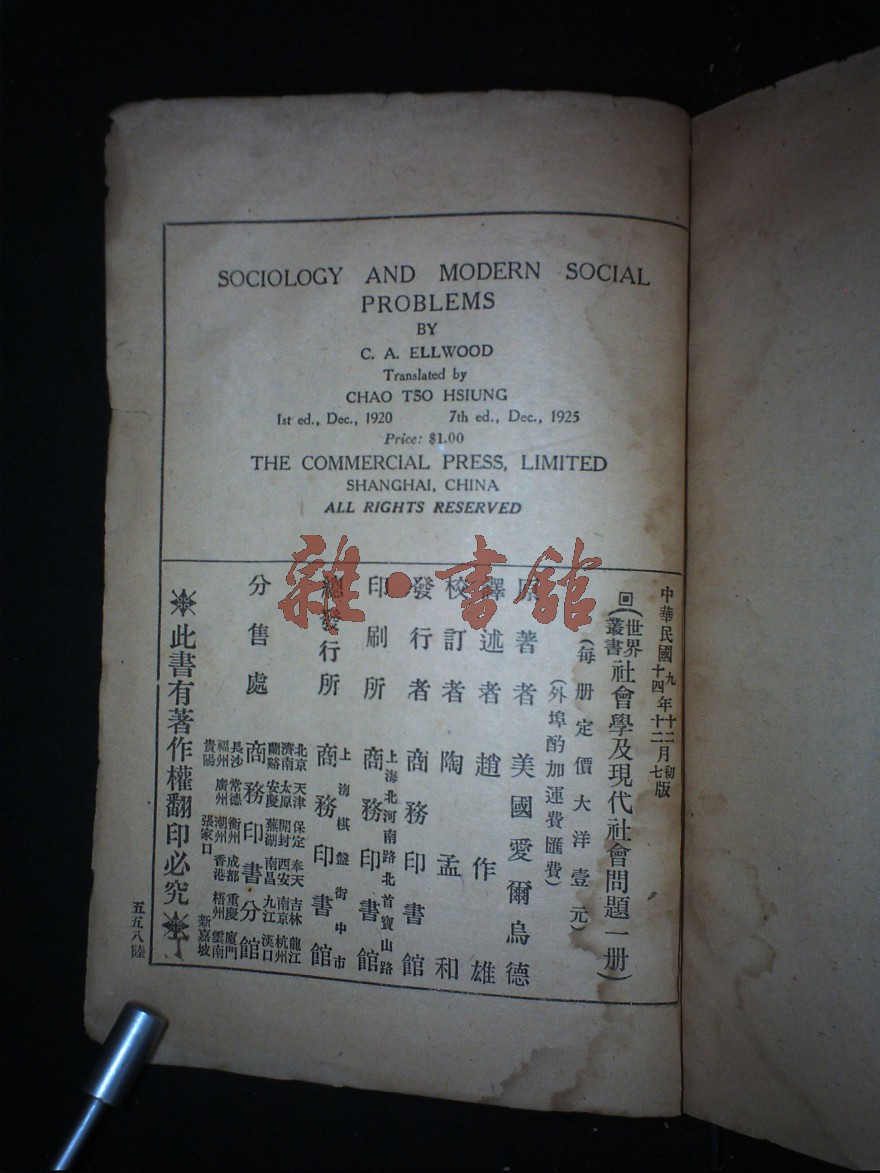 SOCIOLOGY AND MODERN SOCIAL
PROBLEMS
BY
C. A. ELLWOOD
Translated by
CHAO TSO HSIUNG
1st ed., Dec., 1920 7th ed., Dec., 1925
Price: $1.00
THE COMMERCIAL PRESS, LIMITED
SHANGHAI, CHINA
ALL RIGHTS RESERVED
雜·書館
中華民國九年十二月初版
十四年十二月七版
(世界叢書)社會學及現代社會問題一册)
(每册定價大洋壹元)
(外埠酌加運費匯費)
原著者 美國愛爾烏德
譯述者 趙作雄
校訂者 陶孟和
發行者 商務印書館
印刷所 上海北河南路北首寶山路 商務印書館
總發行所 上海棋盤街中市 商務印書館
分售處 商務印書分館
北京 天津 保定 奉天 吉林 龍江
濟南 太原 開封 西安 南京 杭州
蘭谿 安慶 蕪湖 南昌 九江 漢口
長沙 常德 衡州 成都 重慶 廈門
福州 廣州 潮州 香港 梧州 雲南
貴陽 張家口 新嘉坡
此書有著作權翻印必究
五五八陸